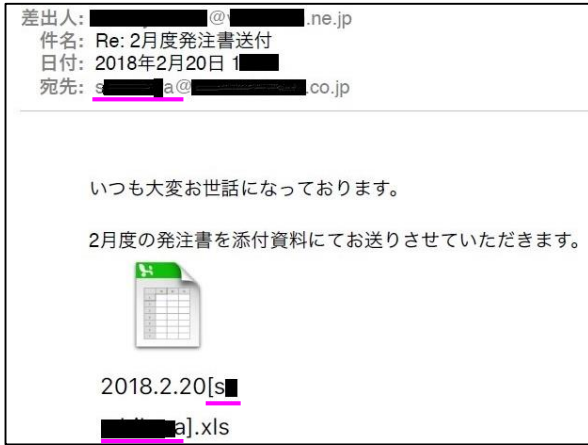 差出人: @ .ne.jp
件名: Re: 2月度発注書送付
日付: 2018年2月20日 1
宛先: s a@ .co.jp
いつも大変お世話になっております。
2月度の発注書を添付資料にてお送りさせていただきます。
2018.2.20[s
a].xls